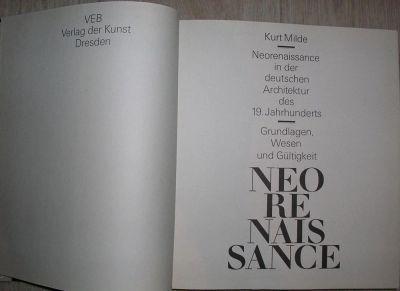 VEB
Verlag der Kunst
Dresden
Kurt Milde
Neorenaissance
in der
deutschen
Architektur
des
19. Jahrhunderts
Grundlagen,
Wesen
und Gültigkeit
NEO
RE
NAIS
SANCE